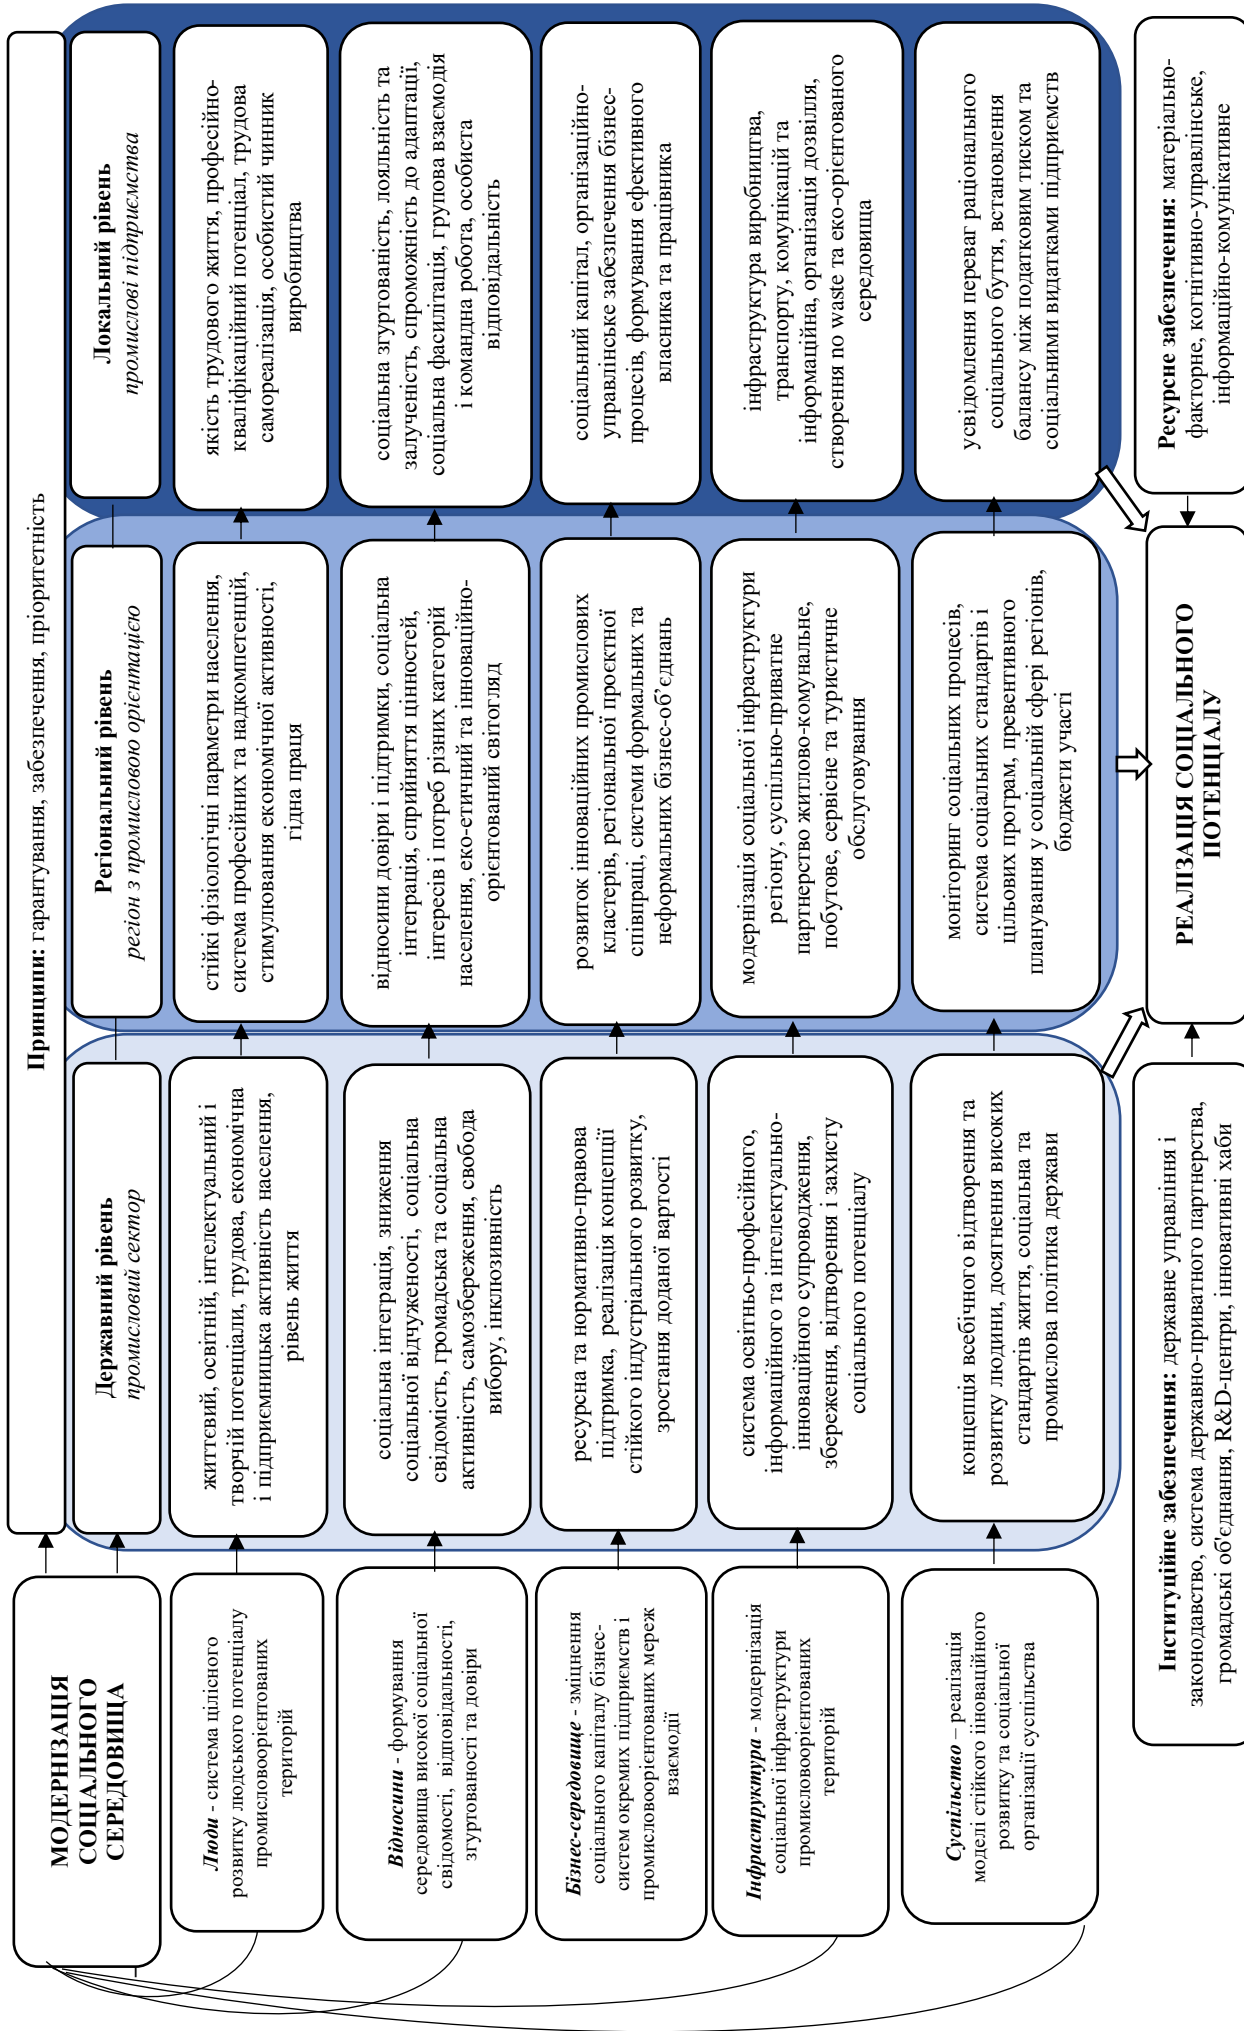 Принципи: гарантування, забезпечення, пріоритетність
МОДЕРНІЗАЦІЯ
СОЦІАЛЬНОГО
СЕРЕДОВИЩА
Державний рівень
промисловий сектор
Регіональний рівень
регіон з промисловою орієнтацією
Локальний рівень
промислові підприємства
Люди - система цілісного
розвитку людського потенціалу
промисловоорієнтованих
територій
життєвий, освітній, інтелектуальний і
творчій потенціали, трудова, економічна
і підприємницька активність населення,
рівень життя
стійкі фізіологічні параметри населення,
система професійних та надкомпетенцій,
стимулювання економічної активності,
гідна праця
якість трудового життя, професійно-
кваліфікаційний потенціал, трудова
самореалізація, особистий чинник
виробництва
Відносини - формування
середовища високої соціальної
свідомості, відповідальності,
згуртованості та довіри
соціальна інтеграція, зниження
соціальної відчуженості, соціальна
свідомість, громадська та соціальна
активність, самозбереження, свобода
вибору, інклюзивність
відносини довіри і підтримки, соціальна
інтеграція, сприйняття цінностей,
інтересів і потреб різних категорій
населення, еко-етичний та інноваційно-
орієнтований світогляд
соціальна згуртованість, лояльність та
залученість, спроможність до адаптації,
соціальна фасилітація, групова взаємодія
і командна робота, особиста
відповідальність
Бізнес-середовище - зміцнення
соціального капіталу бізнес-
систем окремих підприємств і
промисловоорієнтованих мереж
взаємодії
ресурсна та нормативно-правова
підтримка, реалізація концепції
стійкого індустріального розвитку,
зростання доданої вартості
розвиток інноваційних промислових
кластерів, регіональної проєктної
співпраці, системи формальних та
неформальних бізнес-об’єднань
соціальний капітал, організаційно-
управлінське забезпечення бізнес-
процесів, формування ефективного
власника та працівника
Інфраструктура - модернізація
соціальної інфраструктури
промисловоорієнтованих
територій
система освітньо-професійного,
інформаційного та інтелектуально-
інноваційного супроводження,
збереження, відтворення і захисту
соціального потенціалу
модернізація соціальної інфраструктури
регіону, суспільно-приватне
партнерство житлово-комунальне,
побутове, сервісне та туристичне
обслуговування
інфраструктура виробництва,
транспорту, комунікацій та
інформаційна, організація дозвілля,
створення no waste та еко-орієнтованого
середовища
Суспільство – реалізація
моделі стійкого іінноваційного
розвитку та соціальної
організації суспільства
концепція всебічного відтворення та
розвитку людини, досягнення високих
стандартів життя, соціальна та
промислова політика держави
моніторинг соціальних процесів,
система соціальних стандартів і
цільових програм, превентивного
планування у соціальній сфері регіонів,
бюджети участі
усвідомлення переваг раціонального
соціального буття, встановлення
балансу між податковим тиском та
соціальними видатками підприємств
Інституційне забезпечення: державне управління і
законодавство, система державно-приватного партнерства,
громадські об'єднання, R&D-центри, інновативні хаби
РЕАЛІЗАЦІЯ СОЦІАЛЬНОГО
ПОТЕНЦІАЛУ
Ресурсне забезпечення: матеріально-
факторне, когнітивно-управлінське,
інформаційно-комунікативне